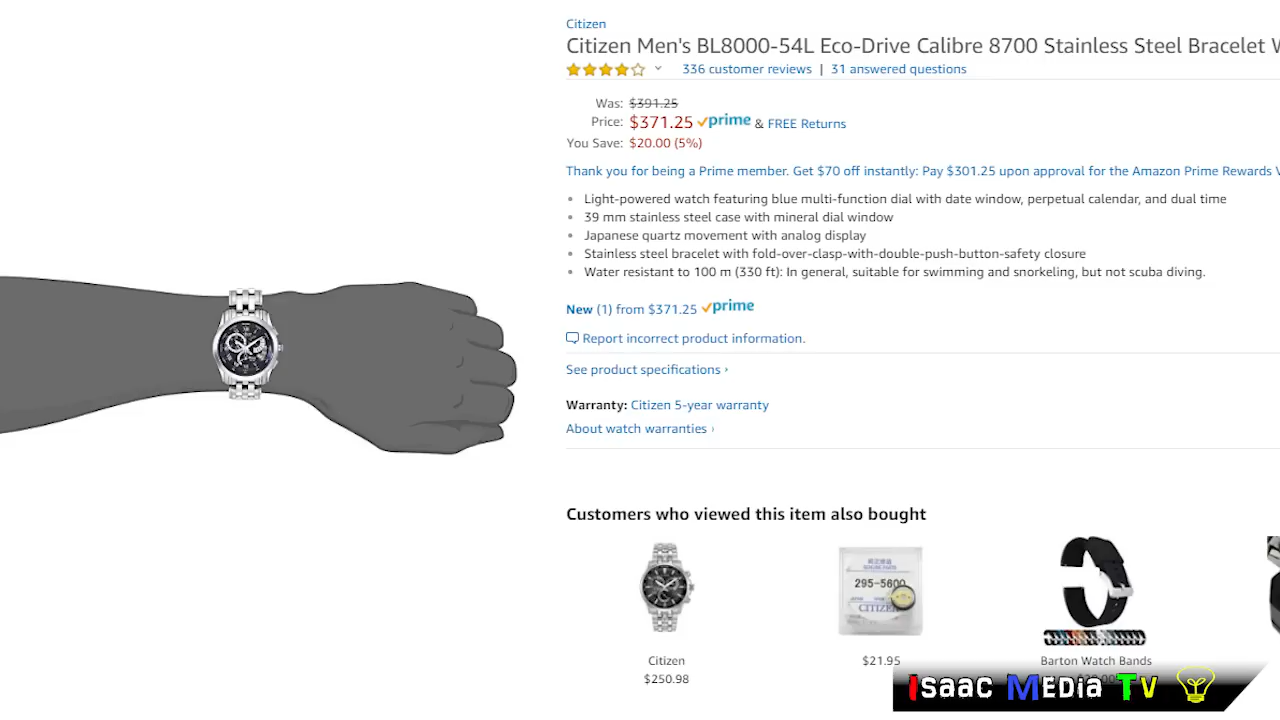 Citizen
Citizen Men's BL8000-54L Eco-Drive Calibre 8700 Stainless Steel Bracelet
336 customer reviews | 31 answered questions
Was: $391.25
Price: $371.25 prime & FREE Returns
You Save: $20.00 (5%)
Thank you for being a Prime member. Get $70 off instantly: Pay $301.25 upon approval for the Amazon Prime Rewards
Light-powered watch featuring blue multi-function dial with date window, perpetual calendar, and dual time
39 mm stainless steel case with mineral dial window
Japanese quartz movement with analog display
Stainless steel bracelet with fold-over-clasp-with-double-push-button-safety closure
Water resistant to 100 m (330 ft): In general, suitable for swimming and snorkeling, but not scuba diving.
New (1) from $371.25 prime
Report incorrect product information.
See product specifications ›
Warranty: Citizen 5-year warranty
About watch warranties ›
Customers who viewed this item also bought
295-5600
CITIZEN
Citizen
$250.98
$21.95
Barton Watch Bands
Isaac Media Tv